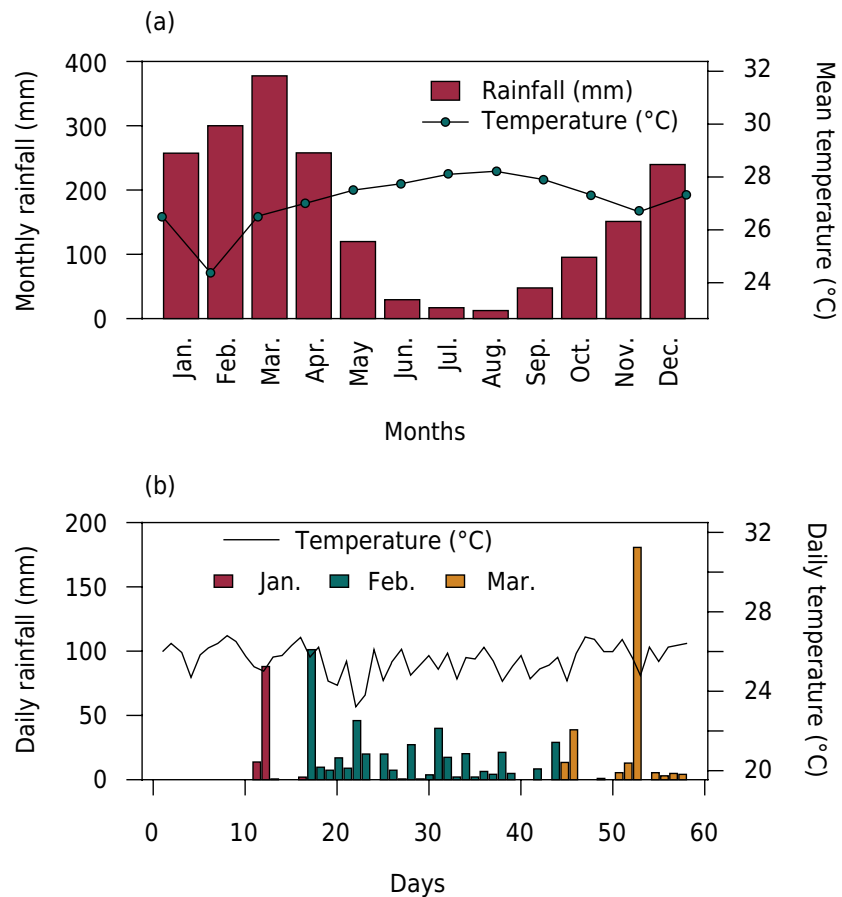 (a)
Monthly rainfall (mm)
400
300
200
100
0
Rainfall (mm)
Temperature (°C)
32
30
28
26
24
Mean temperature (°C)
Jan.
Feb.
Mar.
Apr.
May
Jun.
Jul.
Aug.
Sep.
Oct.
Nov.
Dec.
Months
(b)
Daily rainfall (mm)
200
150
100
50
0
Temperature (°C)
Jan. Feb. Mar.
32
28
24
20
Daily temperature (°C)
0 10 20 30 40 50 60
Days